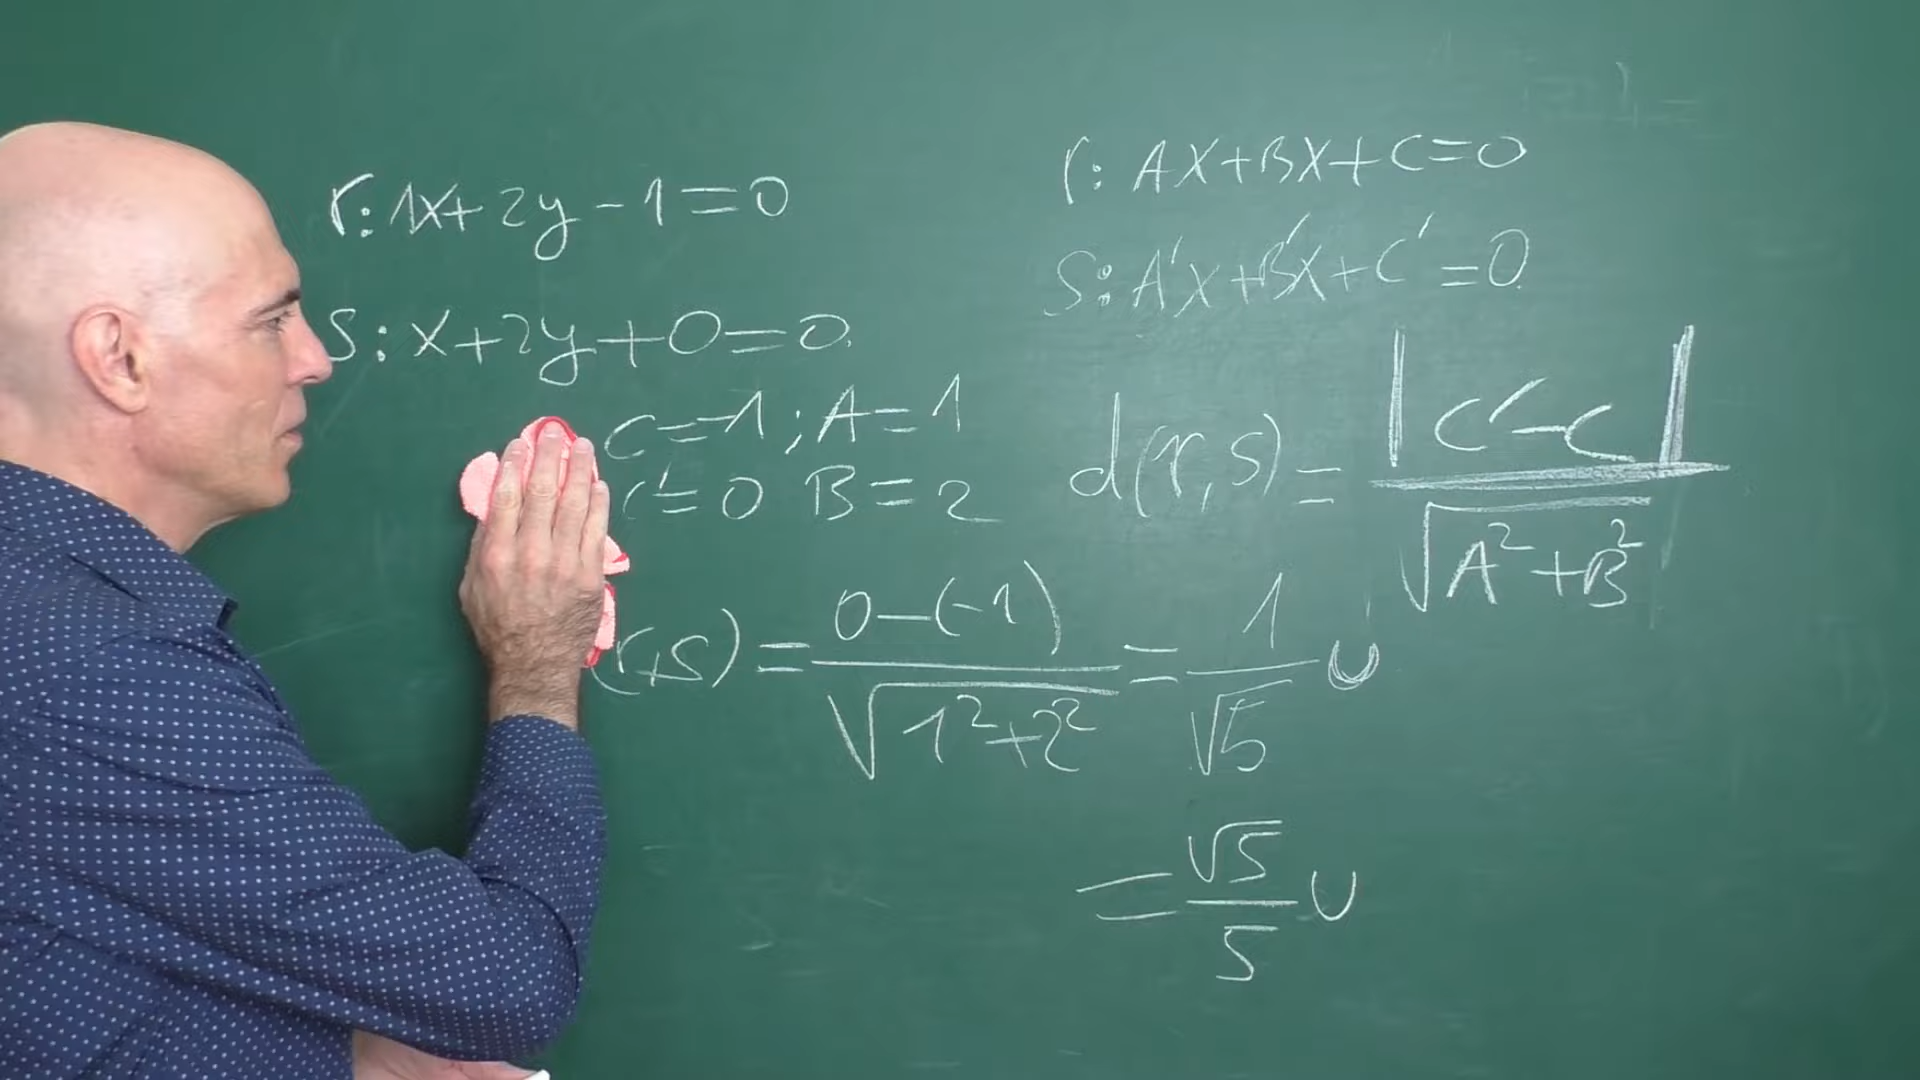 r: 1x+2y-1=0
s: x+2y+0=0.
C=-1; A=1
C'=0 B=2
(r,s) = 0-(-1) / √1²+2² = 1/√5 u
= √5/5 u
r: AX+BX+C=0
S: A'X+B'X+C'=0.
d(r,s) = |C'-C| / √A²+B²